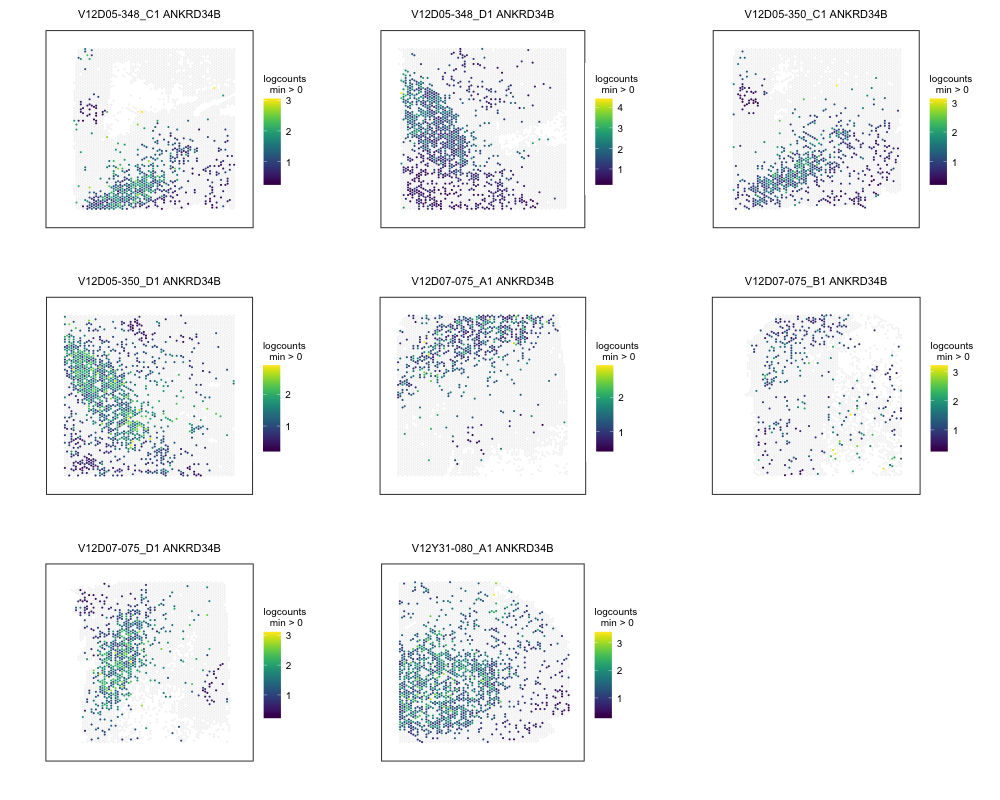 V12D05-348_C1 ANKRD34B
logcounts
min > 0
3
2
1
V12D05-348_D1 ANKRD34B
logcounts
min > 0
4
3
2
1
V12D05-350_C1 ANKRD34B
logcounts
min > 0
3
2
1
V12D05-350_D1 ANKRD34B
logcounts
min > 0
2
1
V12D07-075_A1 ANKRD34B
logcounts
min > 0
2
1
V12D07-075_B1 ANKRD34B
logcounts
min > 0
3
2
1
V12D07-075_D1 ANKRD34B
logcounts
min > 0
3
2
1
V12Y31-080_A1 ANKRD34B
logcounts
min > 0
3
2
1